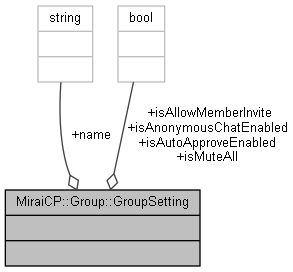 string
bool
+name
+isAllowMemberInvite
+isAnonymousChatEnabled
+isAutoApproveEnabled
+isMuteAll
MiraiCP::Group::GroupSetting